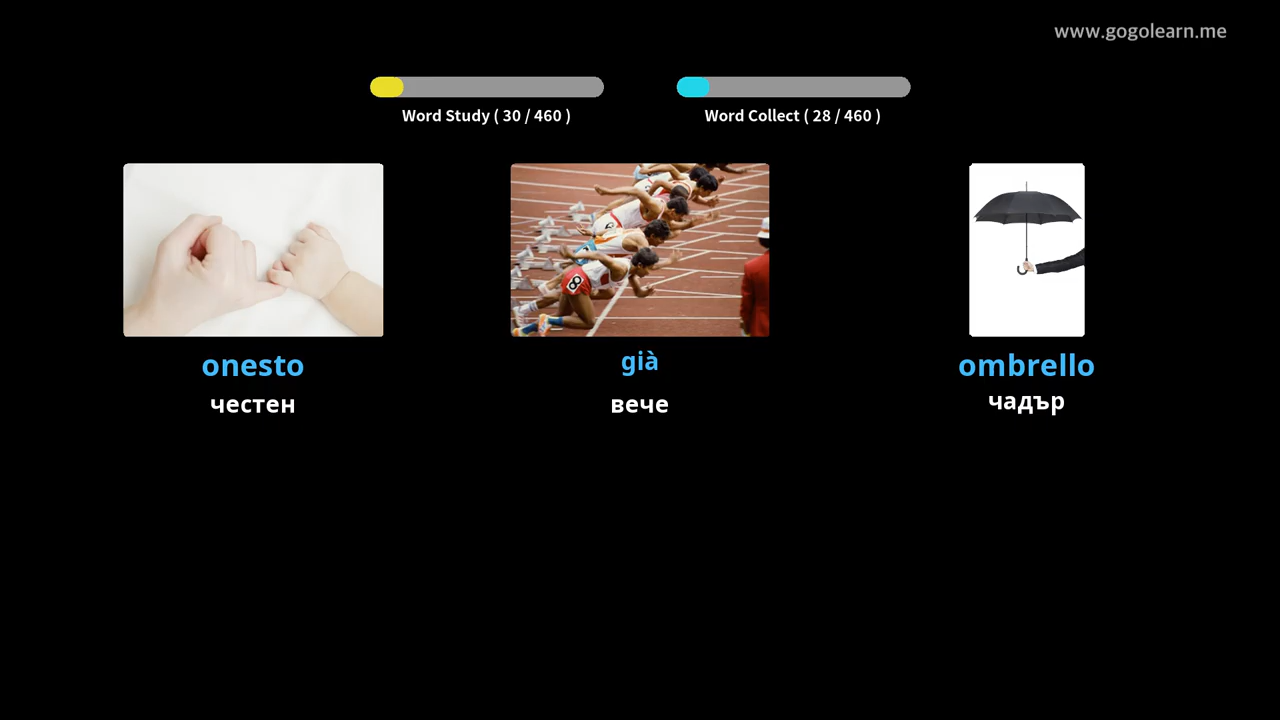 www.gogolearn.me
Word Study ( 30 / 460 )
Word Collect ( 28 / 460 )
onesto
già
ombrello
честен
вече
чадър